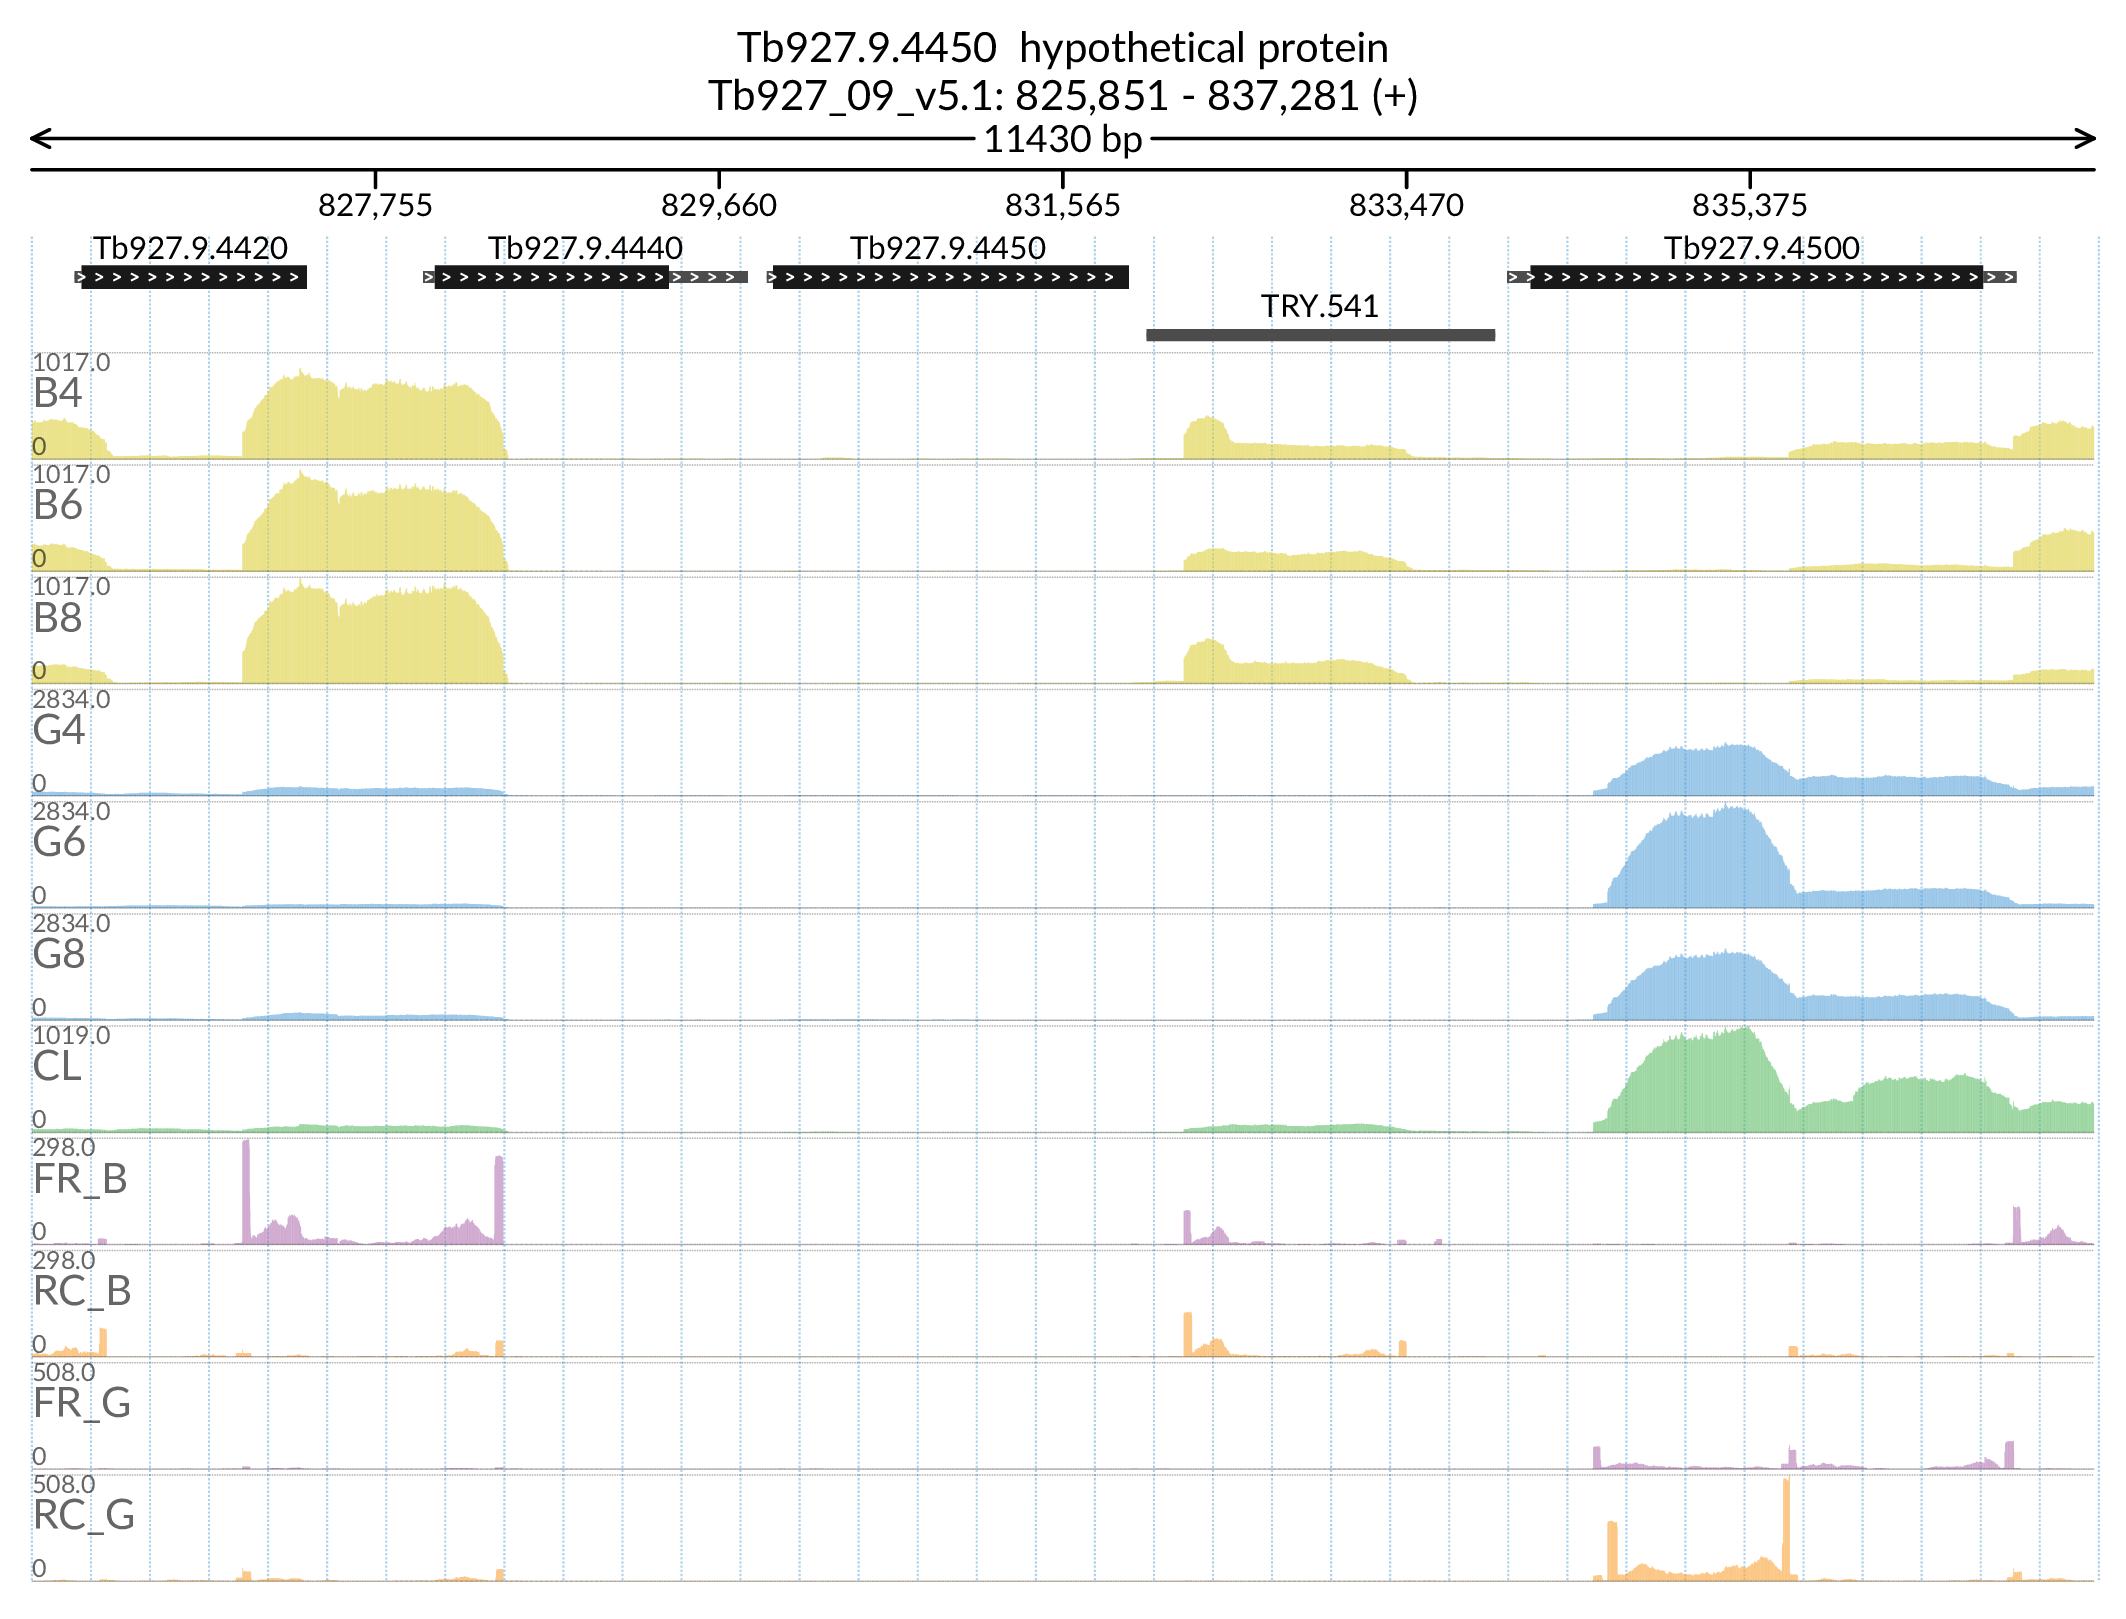 Tb927.9.4450  hypothetical protein
Tb927_09_v5.1: 825,851 - 837,281 (+)
11430 bp
827,755 829,660 831,565 833,470 835,375
Tb927.9.4420 Tb927.9.4440 Tb927.9.4450 Tb927.9.4500
TRY.541
1017.0
B4
0
1017.0
B6
0
1017.0
B8
0
2834.0
G4
0
2834.0
G6
0
2834.0
G8
0
1019.0
CL
0
298.0
FR_B
0
298.0
RC_B
0
508.0
FR_G
0
508.0
RC_G
0